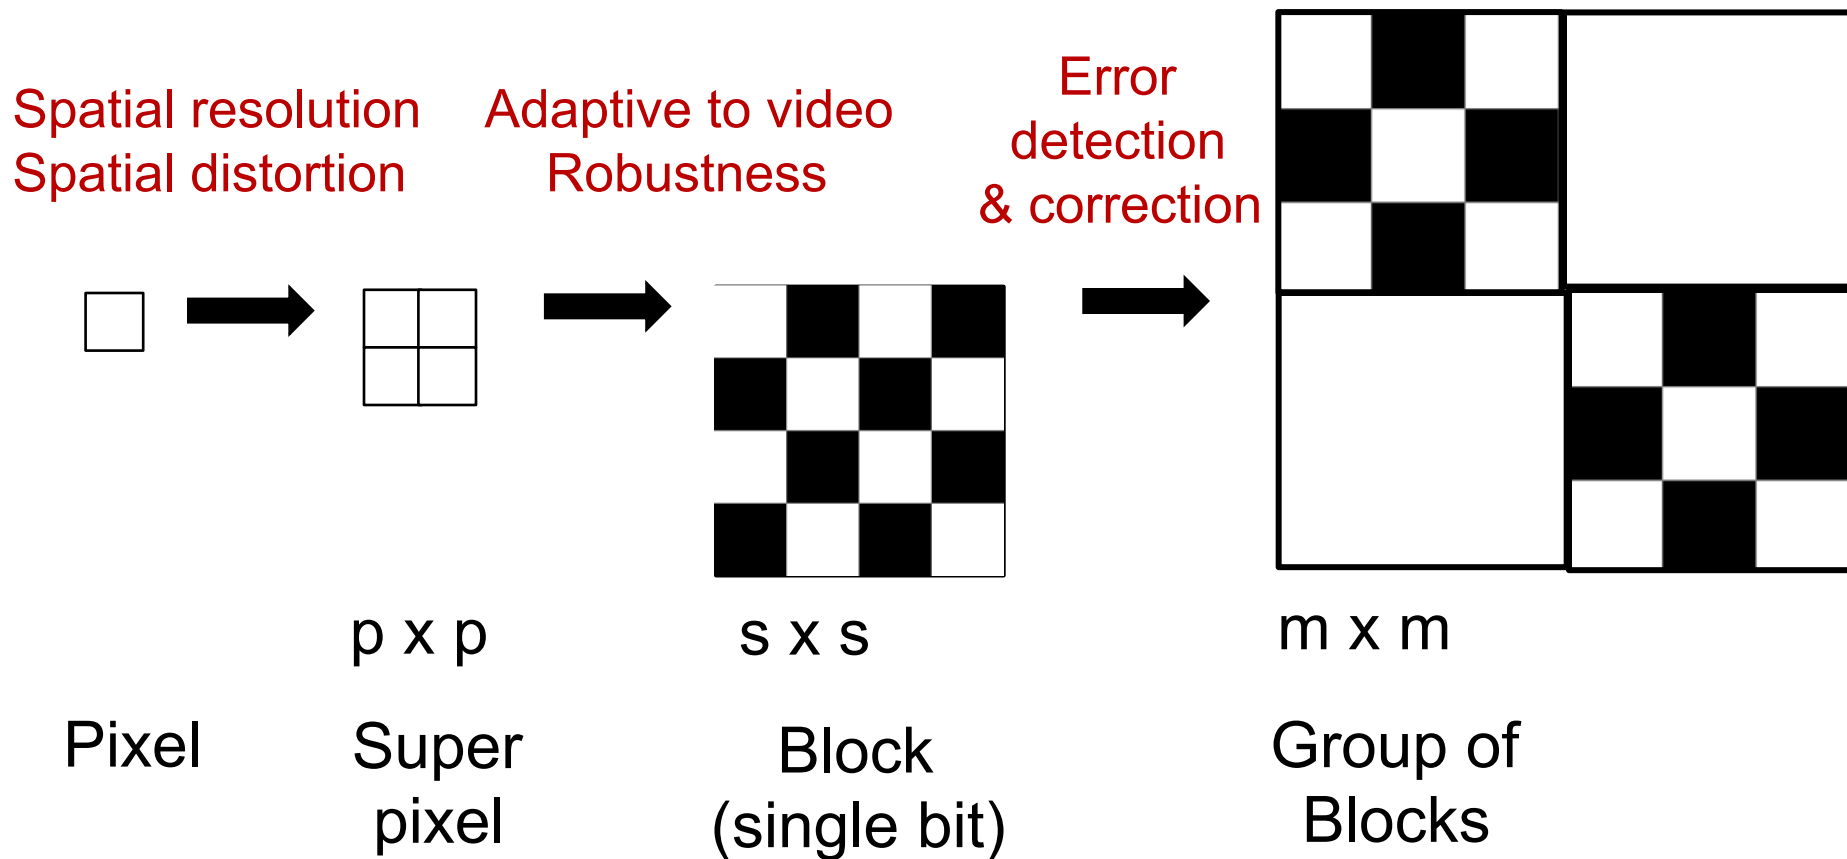 Spatial resolution
Spatial distortion
Adaptive to video
Robustness
Error
detection
& correction
p x p
s x s
m x m
Pixel
Super
pixel
Block
(single bit)
Group of
Blocks